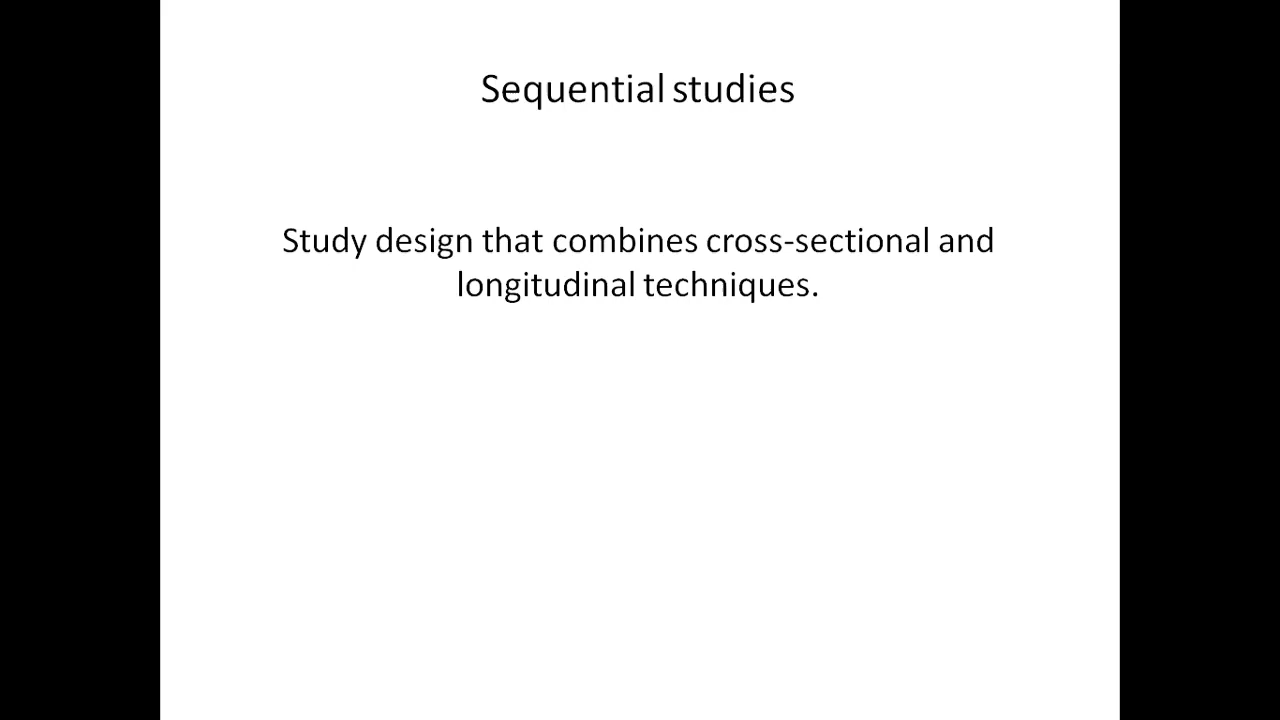 Sequential studies
Study design that combines cross-sectional and
longitudinal techniques.